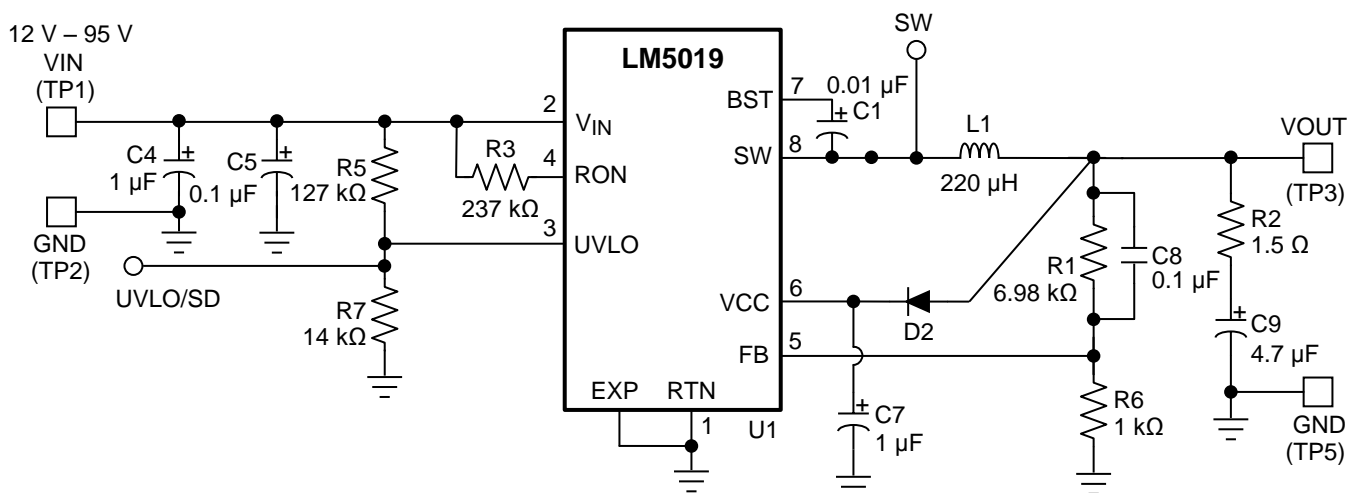 12 V – 95 V
VIN
(TP1)
GND
(TP2)
UVLO/SD
C4
1 µF
C5
0.1 µF
R5
127 kΩ
R7
14 kΩ
R3
237 kΩ
LM5019
2
VIN
4
RON
3
UVLO
BST
7
SW
8
VCC
6
FB
5
EXP
RTN
1
U1
0.01 µF
C1
SW
L1
220 µH
D2
C7
1 µF
R1
6.98 kΩ
C8
0.1 µF
R6
1 kΩ
R2
1.5 Ω
C9
4.7 µF
VOUT
(TP3)
GND
(TP5)